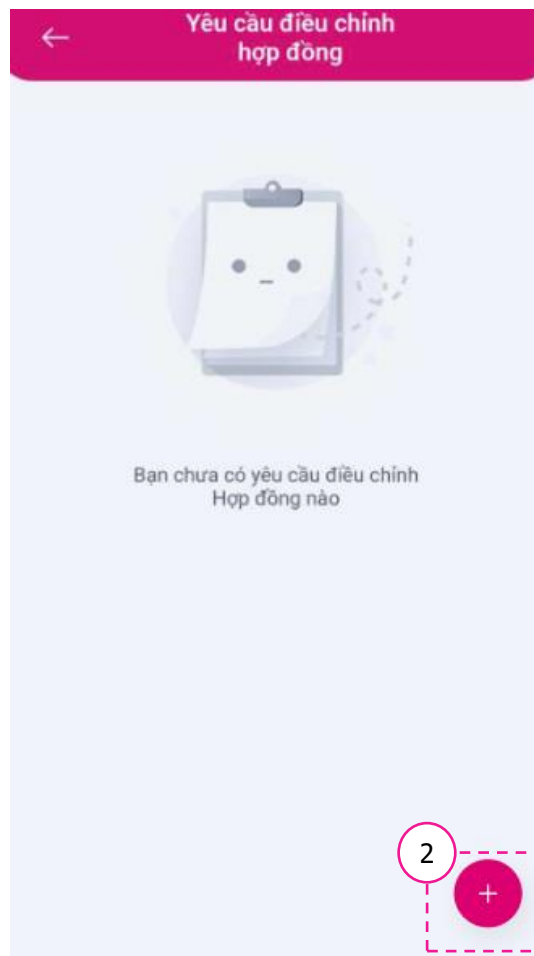 Yêu cầu điều chỉnh
hợp đồng
Bạn chưa có yêu cầu điều chỉnh
Hợp đồng nào
2
+